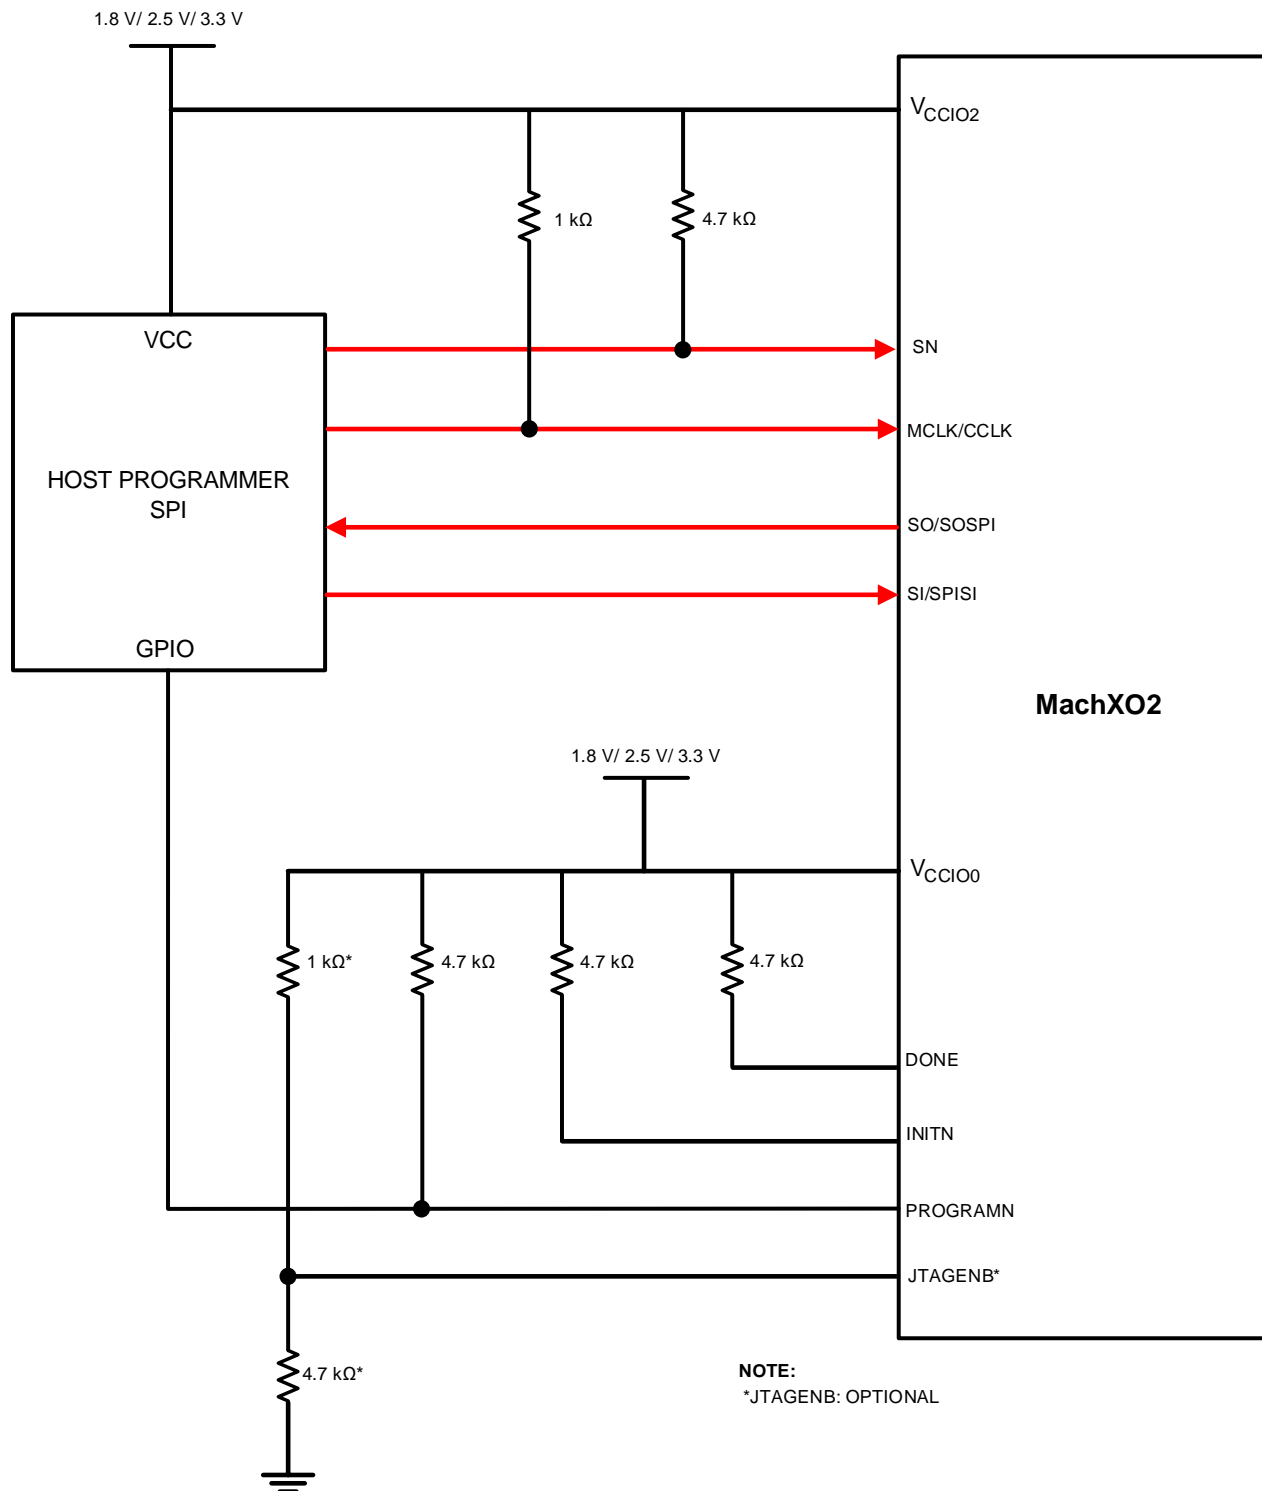 1.8 V/ 2.5 V/ 3.3 V
V_CCIO2
1 kΩ
4.7 kΩ
VCC
SN
MCLK/CCLK
HOST PROGRAMMER
SPI
SO/SOSPI
SI/SPISI
GPIO
MachXO2
1.8 V/ 2.5 V/ 3.3 V
V_CCIO0
1 kΩ*
4.7 kΩ
4.7 kΩ
4.7 kΩ
DONE
INITN
PROGRAMN
JTAGENB*
4.7 kΩ*
NOTE:
*JTAGENB: OPTIONAL